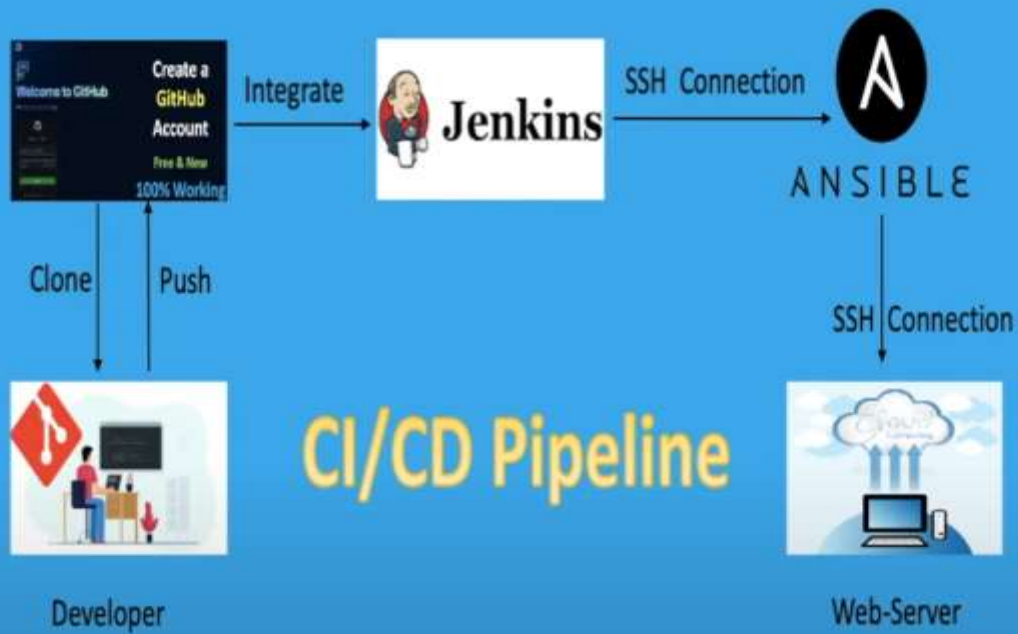 Welcome to GitHub
Create a
GitHub
Account
Free & New
100% Working
Integrate
Jenkins
SSH Connection
ANSIBLE
Clone
Push
SSH Connection
CI/CD Pipeline
Developer
Web-Server